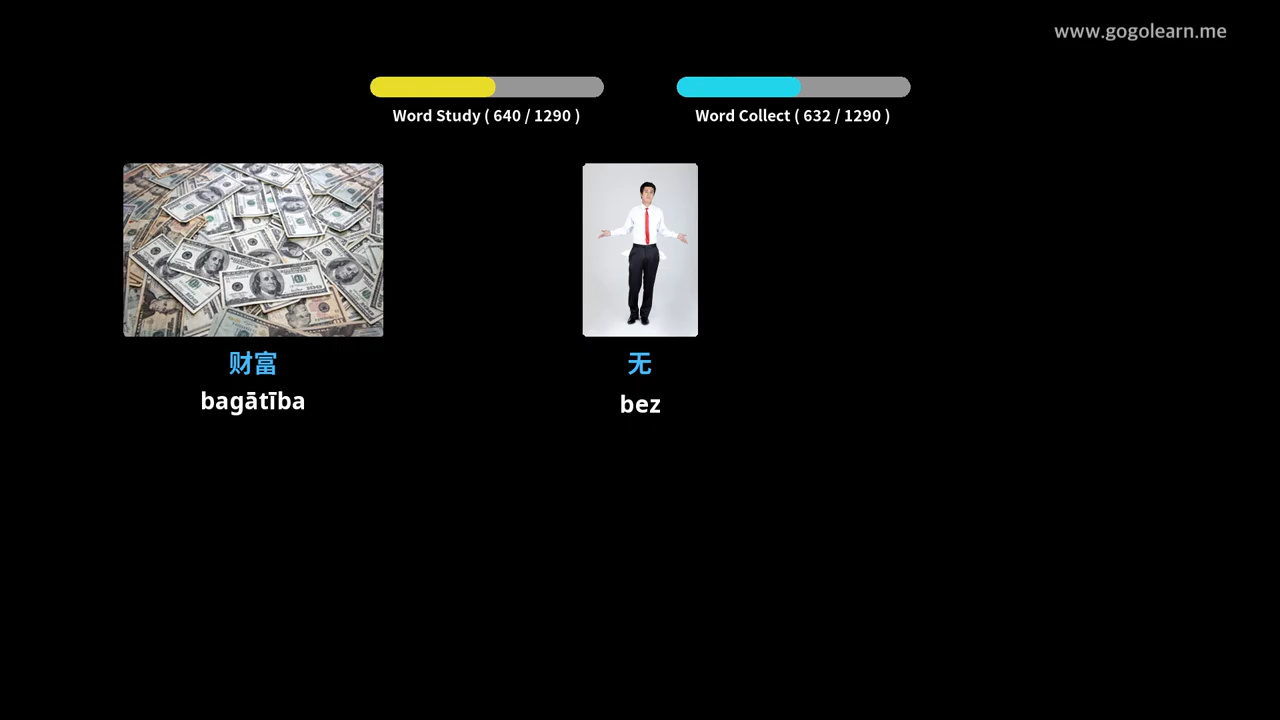 www.gogolearn.me
Word Study ( 640 / 1290 )
Word Collect ( 632 / 1290 )
财富
bagātība
无
bez